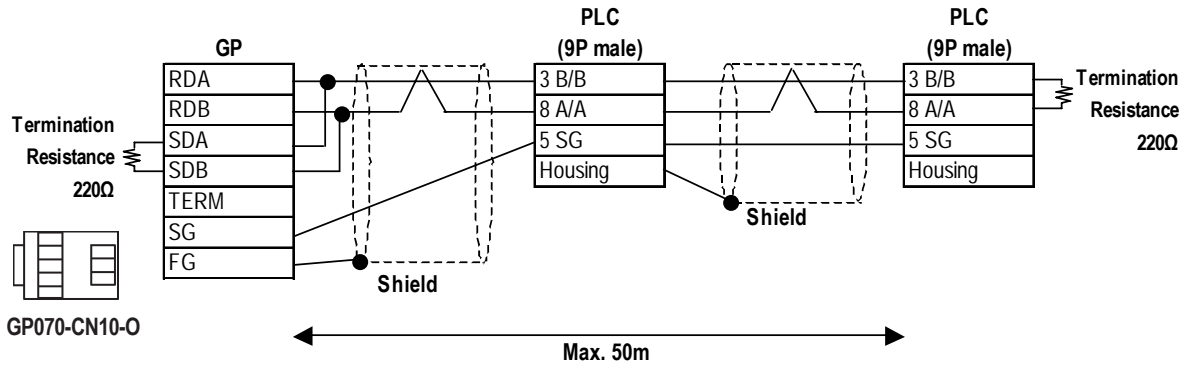 GP
RDA
RDB
SDA
SDB
TERM
SG
FG
Termination
Resistance
220Ω
GP070-CN10-O
Shield
PLC
(9P male)
3 B/B
8 A/A
5 SG
Housing
Shield
PLC
(9P male)
3 B/B
8 A/A
5 SG
Housing
Termination
Resistance
220Ω
Max. 50m